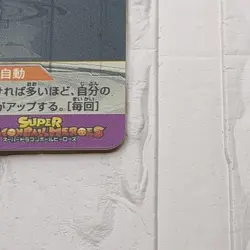 自動
ければ多いほど、自分の
がアップする。[毎回]
SUPER
DRAGONBALL HEROES
スーパードラゴンボールヒーローズ